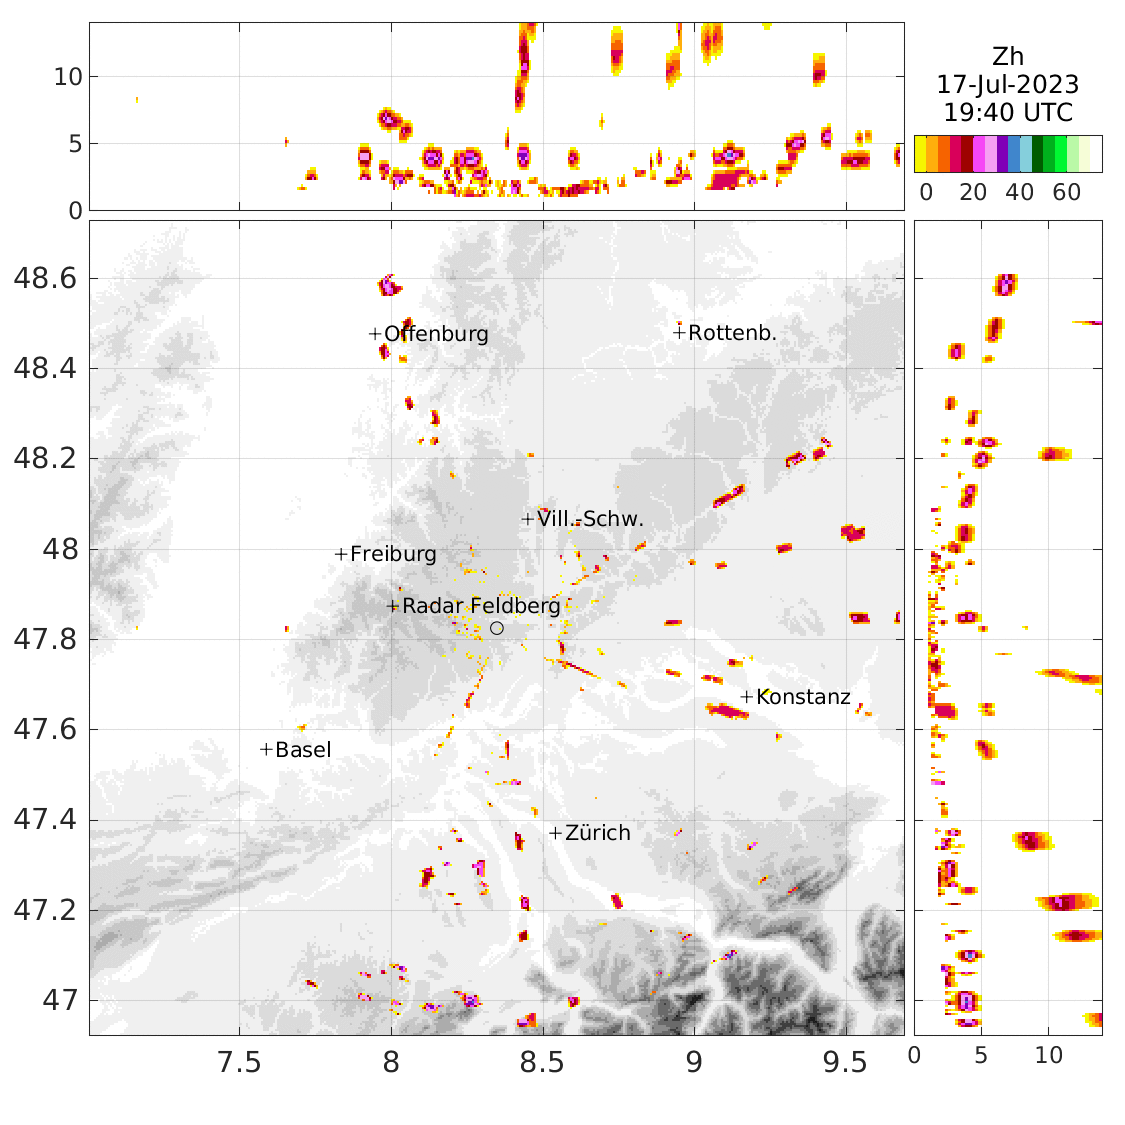 Zh
17-Jul-2023
19:40 UTC
0 20 40 60
10
5
0
48.6
48.4
48.2
48
47.8
47.6
47.4
47.2
47
+Offenburg
+Rottenb.
+Vill.-Schw.
+Freiburg
+Radar Feldberg
+Konstanz
+Basel
+Zürich
7.5 8 8.5 9 9.5
0 5 10